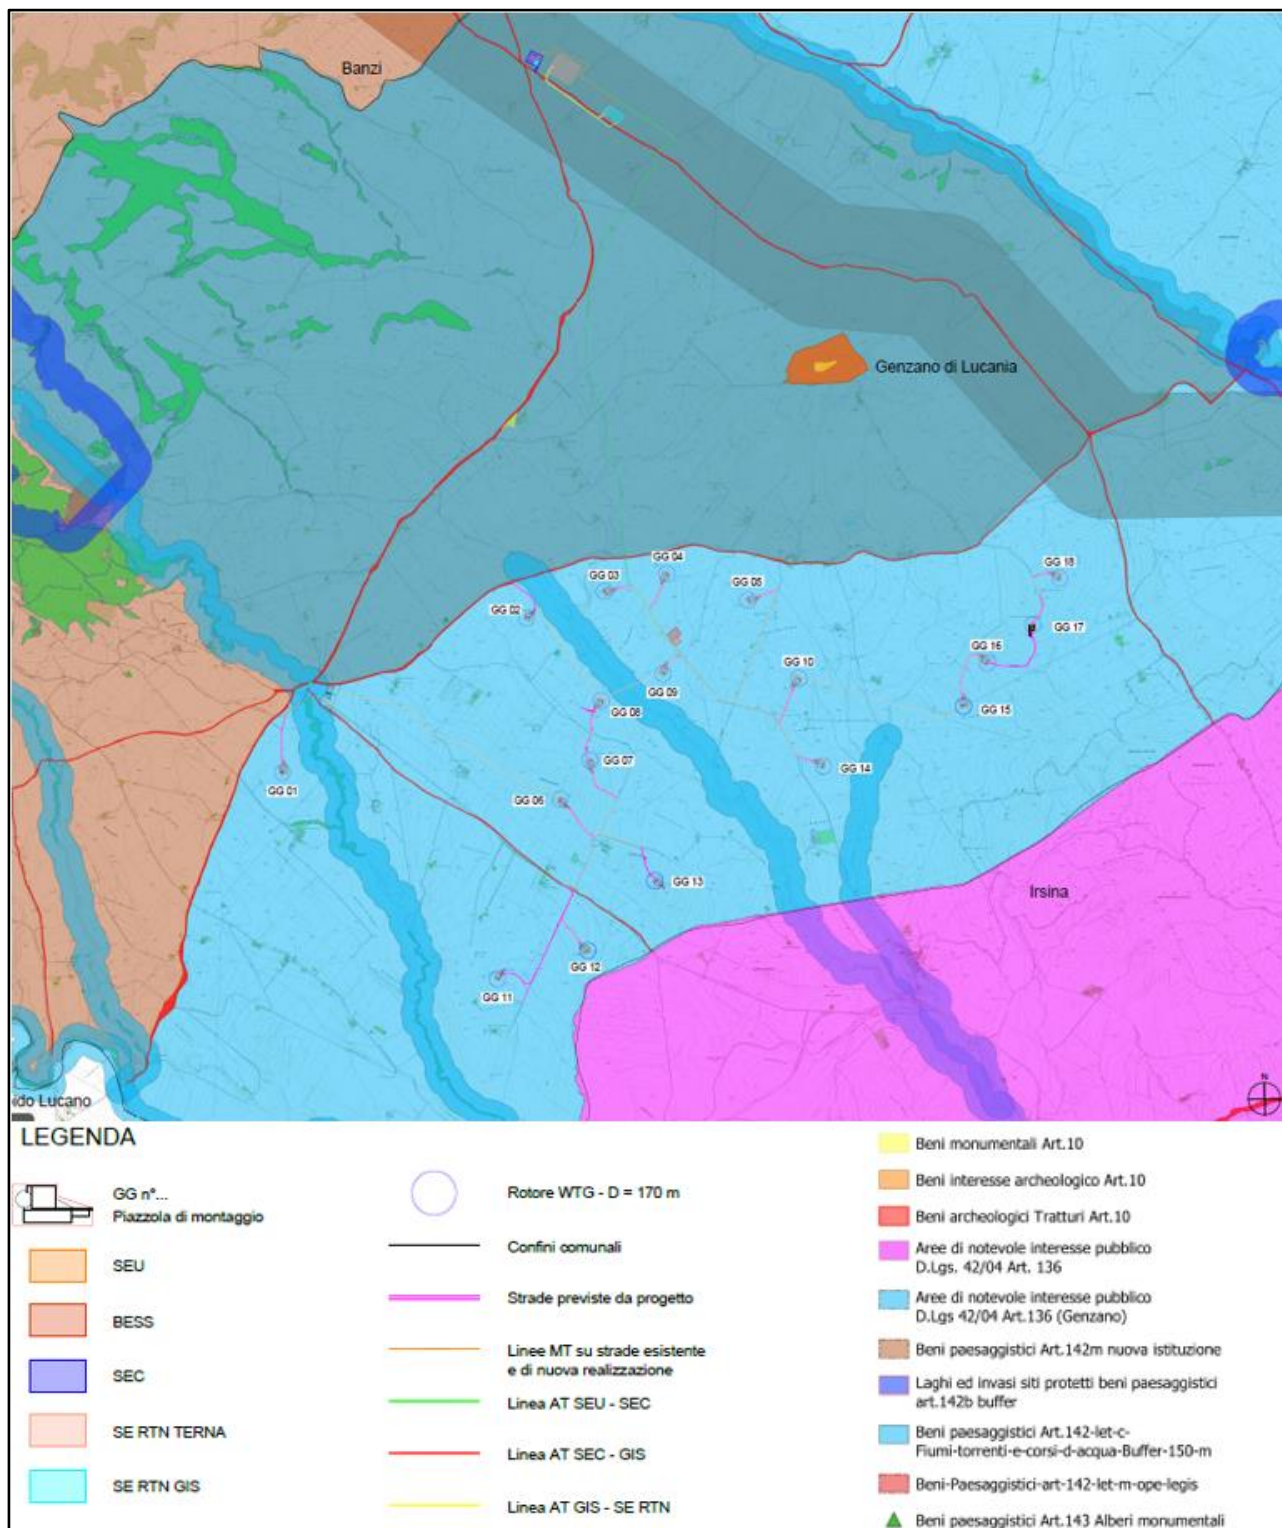 Banzi
Genzano di Lucania
GG 04
GG 03
GG 05
GG 18
GG 02
GG 17
GG 16
GG 10
GG 09
GG 08
GG 15
GG 07
GG 14
GG 01
GG 06
GG 13
Irsina
GG 12
GG 11
N
ido Lucano
LEGENDA
GG n°...
Piazzola di montaggio
SEU
BESS
SEC
SE RTN TERNA
SE RTN GIS
Rotore WTG - D = 170 m
Confini comunali
Strade previste da progetto
Linee MT su strade esistente
e di nuova realizzazione
Linea AT SEU - SEC
Linea AT SEC - GIS
Linea AT GIS - SE RTN
Beni monumentali Art.10
Beni interesse archeologico Art.10
Beni archeologici Tratturi Art.10
Aree di notevole interesse pubblico
D.Lgs. 42/04 Art. 136
Aree di notevole interesse pubblico
D.Lgs 42/04 Art.136 (Genzano)
Beni paesaggistici Art.142m nuova istituzione
Laghi ed invasi siti protetti beni paesaggistici
art.142b buffer
Beni paesaggistici Art.142-let-c-
Fiumi-torrenti-e-corsi-d-acqua-Buffer-150-m
Beni-Paesaggistici-art-142-let-m-ope-legis
Beni paesaggistici Art.143 Alberi monumentali